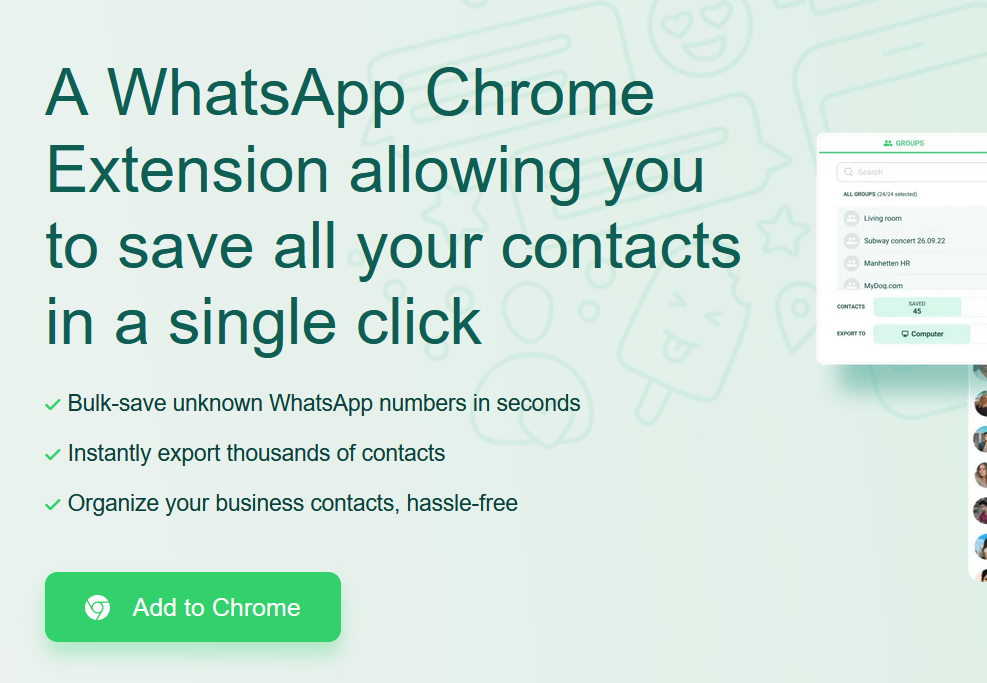 A WhatsApp Chrome
Extension allowing you
to save all your contacts
in a single click
Bulk-save unknown WhatsApp numbers in seconds
Instantly export thousands of contacts
Organize your business contacts, hassle-free
Add to Chrome
GROUPS
Search
ALL GROUPS (24/24 selected)
Living room
Subway concert 26.09.22
Manhetten HR
MyDog.com
CONTACTS
SAVED
45
EXPORT TO
Computer